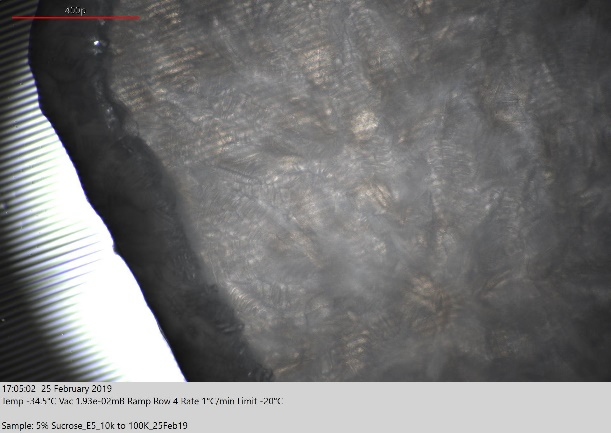 400µ
17:05:02 25 February 2019
Temp -34.5°C Vac 1.93e-02mB Ramp Row 4 Rate 1°C/min Limit -20°C
Sample: 5% Sucrose_E5_10k to 100K_25Feb19